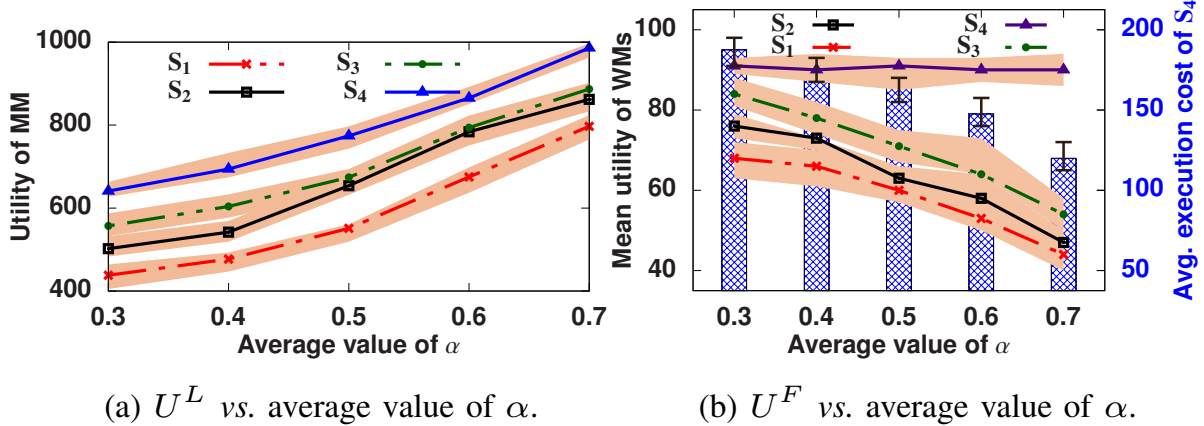 1000
800
600
400
Utility of MM
S1
S2
S3
S4
0.3 0.4 0.5 0.6 0.7
Average value of α
(a) U^L vs. average value of α.
100
80
60
40
Mean utility of WMs
S2
S1
S4
S3
200
150
100
50
Avg. execution cost of S4
0.3 0.4 0.5 0.6 0.7
Average value of α
(b) U^F vs. average value of α.